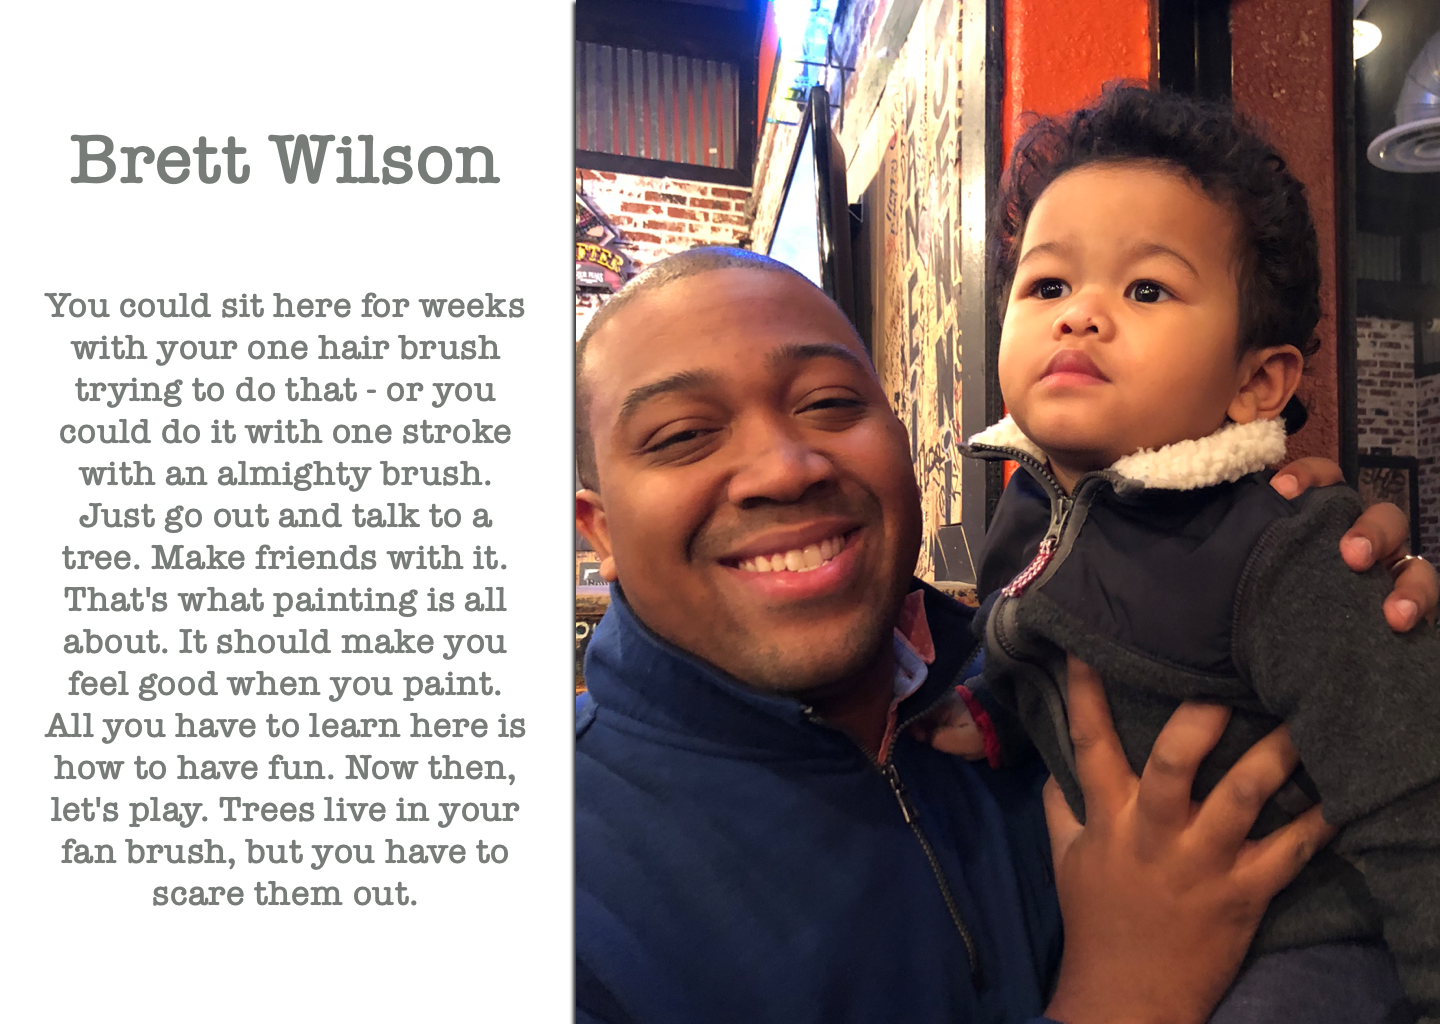 Brett Wilson
You could sit here for weeks
with your one hair brush
trying to do that - or you
could do it with one stroke
with an almighty brush.
Just go out and talk to a
tree. Make friends with it.
That's what painting is all
about. It should make you
feel good when you paint.
All you have to learn here is
how to have fun. Now then,
let's play. Trees live in your
fan brush, but you have to
scare them out.